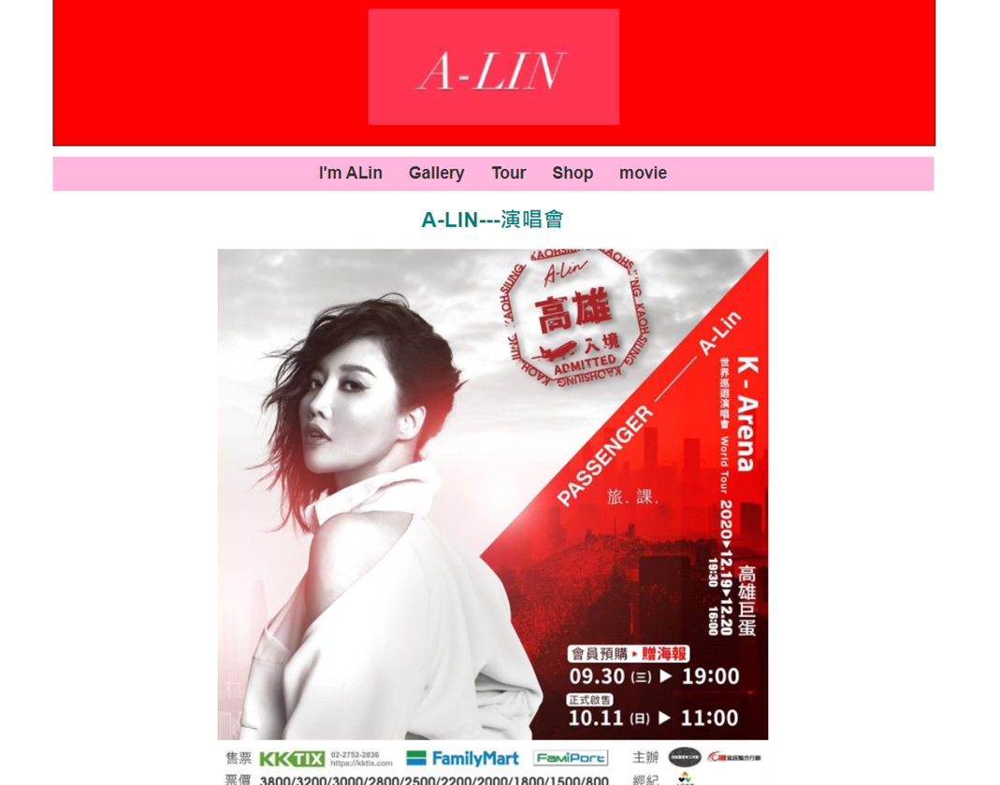 A-LIN
I'm ALin Gallery Tour Shop movie
A-LIN---演唱會
KAOHSIUNG KAOHSIUNG KAOHSIUNG
A-Lin
高雄
入境
ADMITTED
PASSENGER —— A-Lin
旅. 課.
K - Arena 高雄巨蛋
世界巡迴演唱會 World Tour 2020▶12.19▶12.20
19:30 16:00
會員預購 ▶ 贈海報
09.30 (三) ▶ 19:00
正式啟售
10.11 (日) ▶ 11:00
售票 KKTIX 02-2752-2836 https://kktix.com FamilyMart FamiPort 主辦
票價 3800/3200/3000/2800/2500/2200/2000/1800/1500/800 經紀